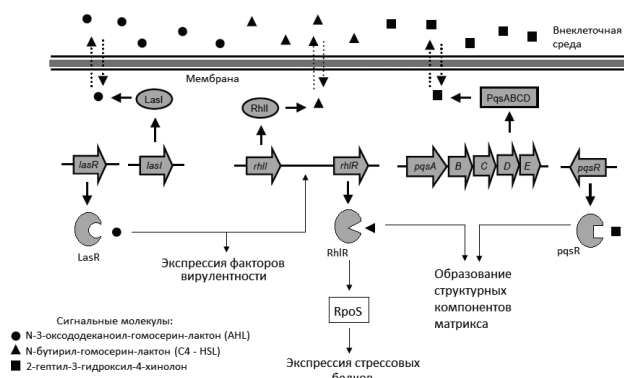 Внеклеточная
среда
Мембрана
LasI
RhlI
PqsABCD
lasR
lasI
rhlI
rhlR
pqsA
B
C
D
E
pqsR
LasR
RhlR
pqsR
Экспрессия факторов
вирулентности
Образование
структурных
компонентов
матрикса
RpoS
Экспрессия стрессовых
белков
Сигнальные молекулы:
N-3-оксододеканоил-гомосерин-лактон (AHL)
N-бутирил-гомосерин-лактон (C4 - HSL)
2-гептил-3-гидроксил-4-хинолон